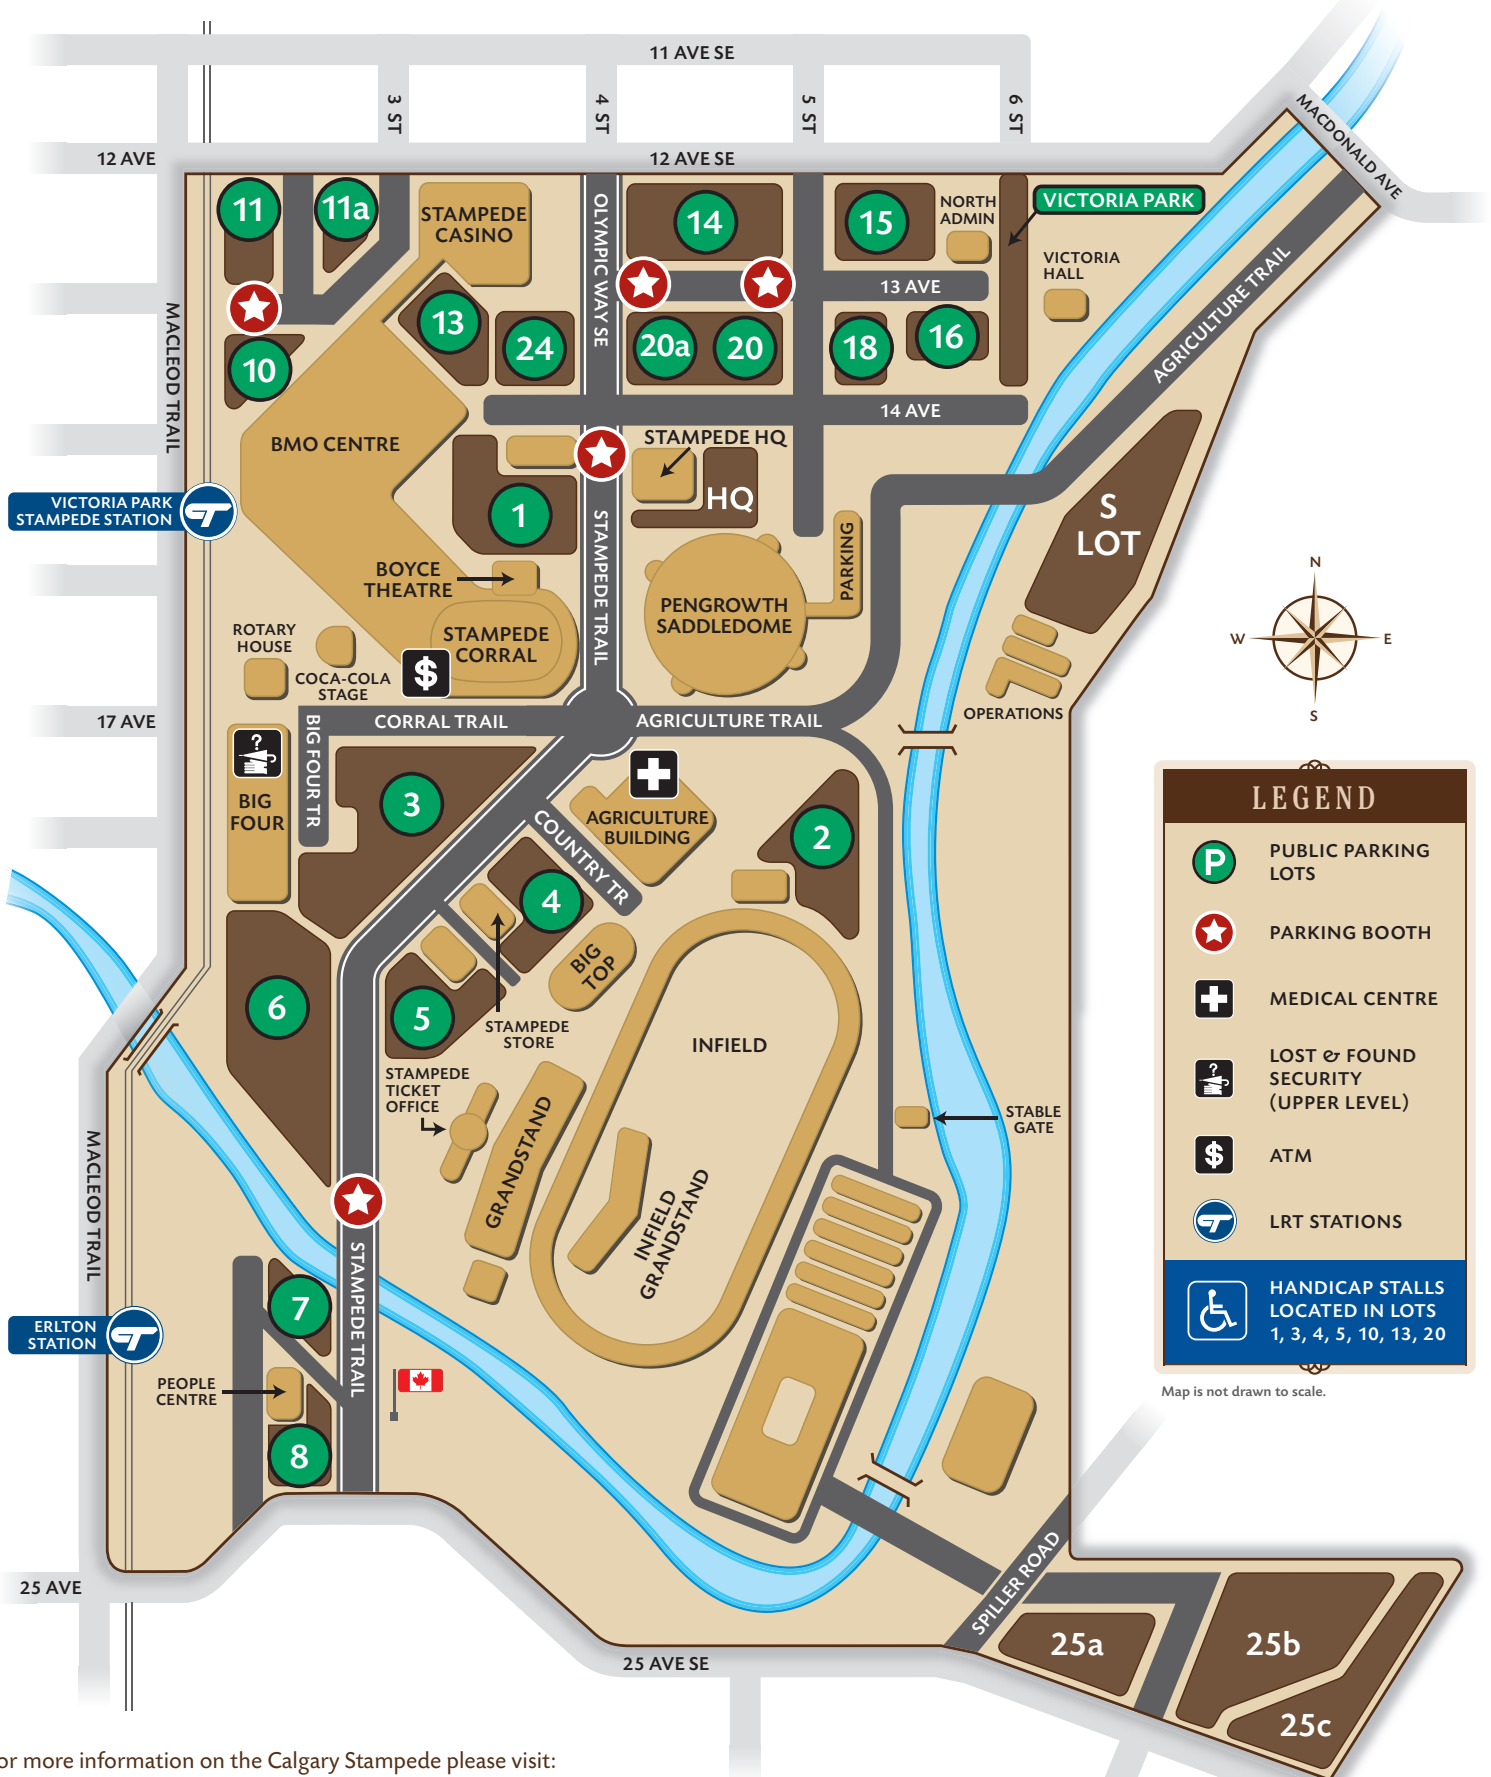 11 AVE SE
3 ST
4 ST
5 ST
6 ST
MACDONALD AVE
12 AVE
12 AVE SE
11
11a
STAMPEDE
CASINO
OLYMPIC WAY SE
14
15
NORTH
ADMIN
VICTORIA PARK
VICTORIA
HALL
AGRICULTURE TRAIL
13 AVE
MACLEOD TRAIL
10
13
24
20a
20
18
16
14 AVE
BMO CENTRE
STAMPEDE HQ
HQ
S
LOT
VICTORIA PARK
STAMPEDE STATION
1
STAMPEDE TRAIL
PARKING
BOYCE
THEATRE
PENGROWTH
SADDLEDOME
STAMPEDE
CORRAL
ROTARY
HOUSE
COCA-COLA
STAGE
$
OPERATIONS
N
W
E
S
17 AVE
CORRAL TRAIL
AGRICULTURE TRAIL
BIG FOUR TR
?
BIG
FOUR
3
AGRICULTURE
BUILDING
COUNTRY TR
2
4
BIG
TOP
6
5
STAMPEDE
STORE
INFIELD
STAMPEDE
TICKET
OFFICE
GRANDSTAND
INFIELD
GRANDSTAND
STABLE
GATE
MACLEOD TRAIL
STAMPEDE TRAIL
7
ERLTON
STATION
PEOPLE
CENTRE
8
25 AVE
25 AVE SE
SPILLER ROAD
25a
25b
25c
LEGEND
P
PUBLIC PARKING
LOTS
PARKING BOOTH
MEDICAL CENTRE
?
LOST & FOUND
SECURITY
(UPPER LEVEL)
$
ATM
LRT STATIONS
HANDICAP STALLS
LOCATED IN LOTS
1, 3, 4, 5, 10, 13, 20
Map is not drawn to scale.
or more information on the Calgary Stampede please visit: